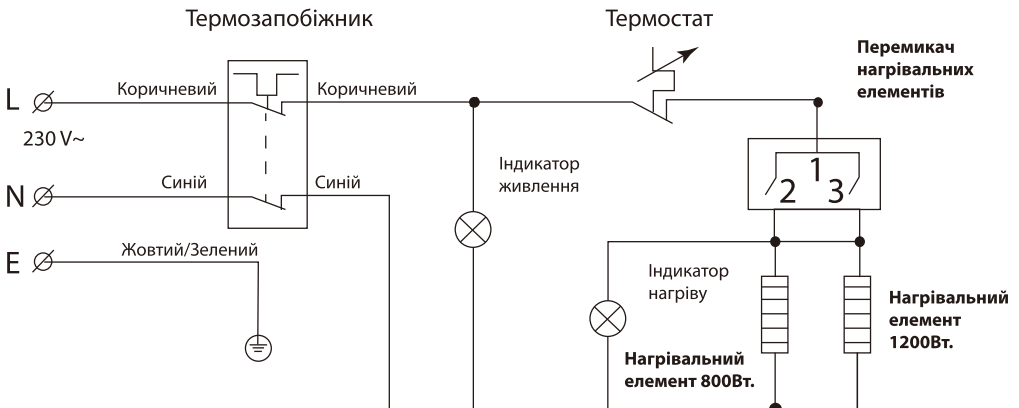 Термозапобіжник
Термостат
Перемикач
нагрівальних
елементів
L
Коричневий
Коричневий
230 V~
Індикатор
живлення
1
2
3
N
Синій
Синій
E
Жовтий/Зелений
Індикатор
нагріву
Нагрівальний
елемент
1200Вт.
Нагрівальний
елемент 800Вт.